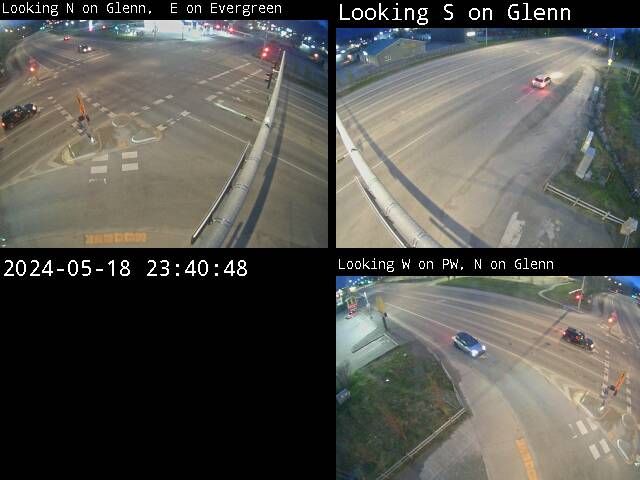 Looking N on Glenn,  E on Evergreen
Looking S on Glenn
2024-05-18 23:40:48
Looking W on PW, N on Glenn